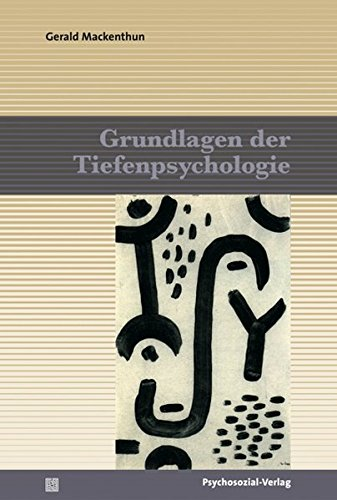 Gerald Mackenthun
Grundlagen der
Tiefenpsychologie
Psychosozial-Verlag